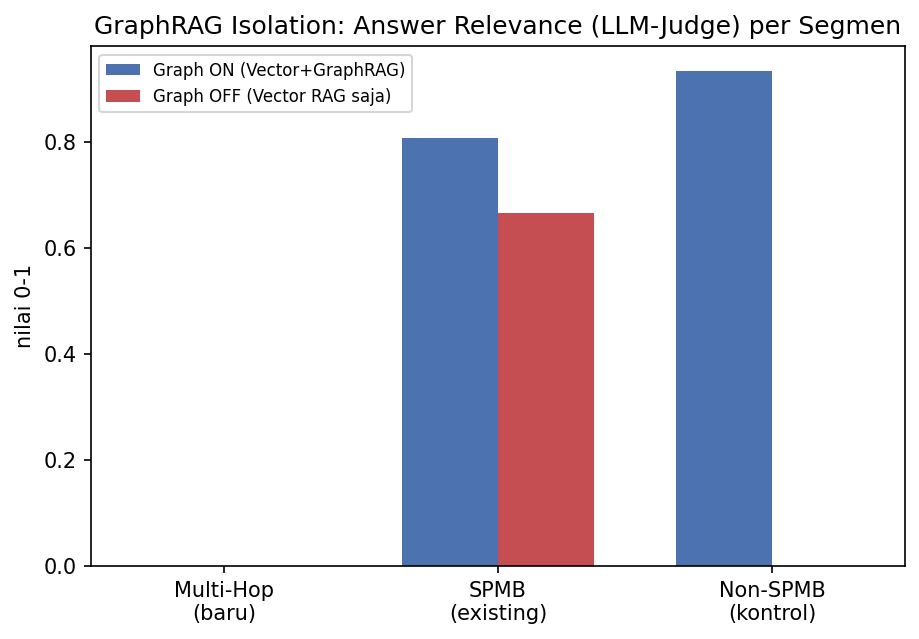 GraphRAG Isolation: Answer Relevance (LLM-Judge) per Segmen
Graph ON (Vector+GraphRAG)
Graph OFF (Vector RAG saja)
nilai 0-1
0.8
0.6
0.4
0.2
0.0
Multi-Hop
(baru)
SPMB
(existing)
Non-SPMB
(kontrol)